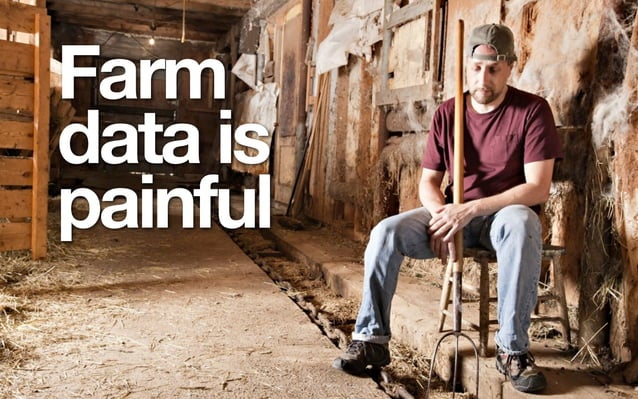 Farm
data is
painful